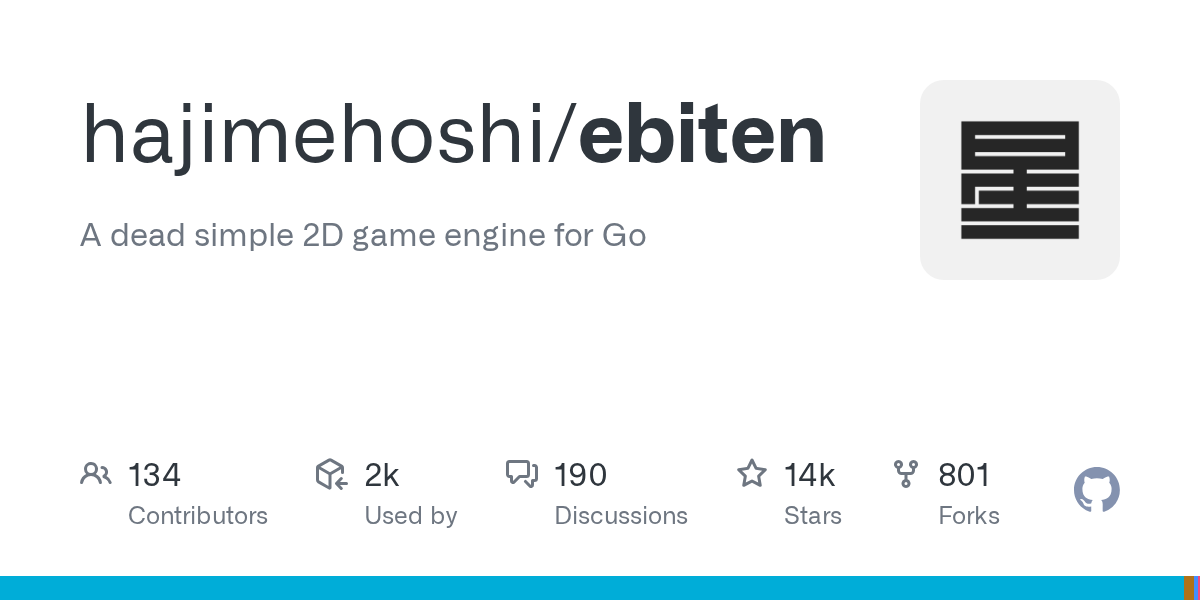 hajimehoshi/ebiten
星
A dead simple 2D game engine for Go
134
Contributors
2k
Used by
190
Discussions
14k
Stars
801
Forks